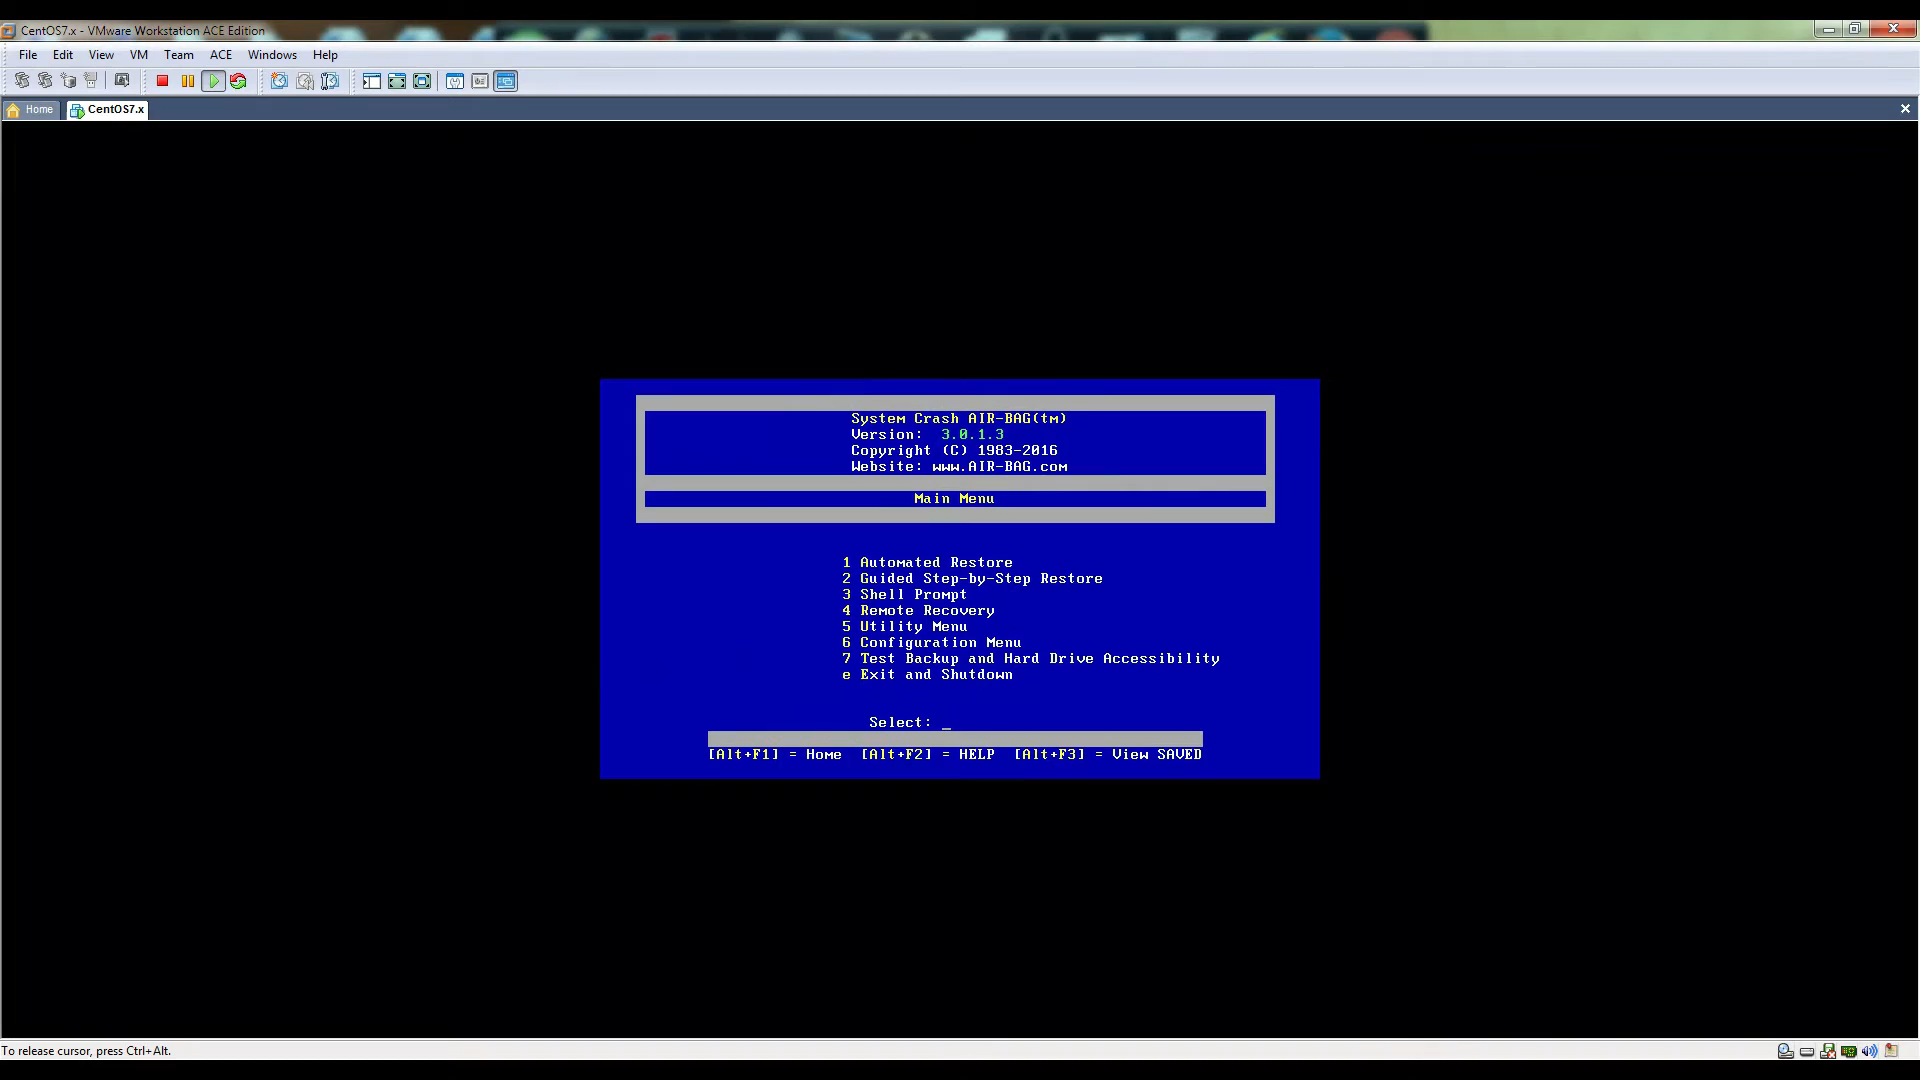 CentOS7.x - VMware Workstation ACE Edition
File Edit View VM Team ACE Windows Help
Home CentOS7.x
System Crash AIR-BAG(tm)
Version: 3.0.1.3
Copyright (C) 1983-2016
Website: www.AIR-BAG.com
Main Menu
1 Automated Restore
2 Guided Step-by-Step Restore
3 Shell Prompt
4 Remote Recovery
5 Utility Menu
6 Configuration Menu
7 Test Backup and Hard Drive Accessibility
e Exit and Shutdown
Select: _
[Alt+F1] = Home [Alt+F2] = HELP [Alt+F3] = View SAVED
To release cursor, press Ctrl+Alt.